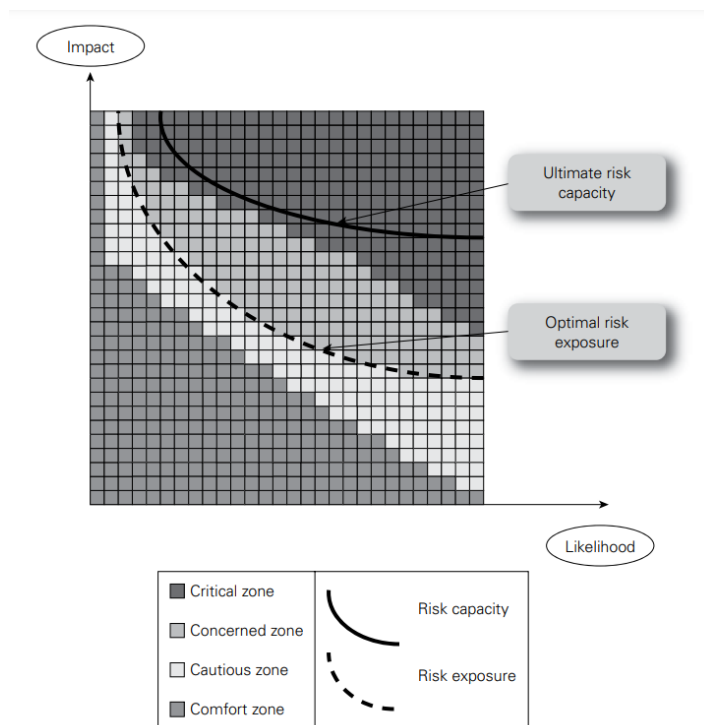 Impact
Ultimate risk
capacity
Optimal risk
exposure
Likelihood
Critical zone
Concerned zone
Cautious zone
Comfort zone
Risk capacity
Risk exposure